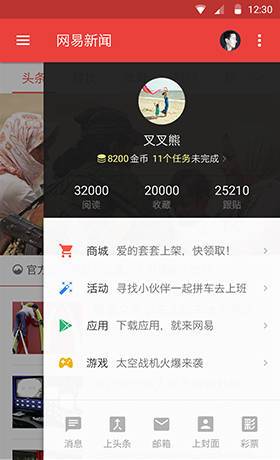 12:30
网易新闻
头条
叉叉熊
8200金币 11个任务未完成 >
32000 20000 25210
阅读 收藏 跟贴
官方
商城 爱的套套上架，快领取！
活动 寻找小伙伴一起拼车去上班
应用 下载应用，就来网易
游戏 太空战机火爆来袭
消息 上头条 邮箱 上封面 彩票
彩